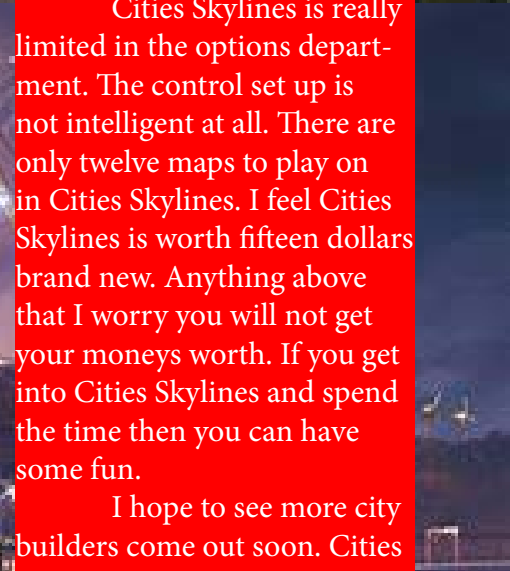 Cities Skylines is really
limited in the options depart-
ment. The control set up is
not intelligent at all. There are
only twelve maps to play on
in Cities Skylines. I feel Cities
Skylines is worth fifteen dollars
brand new. Anything above
that I worry you will not get
your moneys worth. If you get
into Cities Skylines and spend
the time then you can have
some fun.
I hope to see more city
builders come out soon. Cities